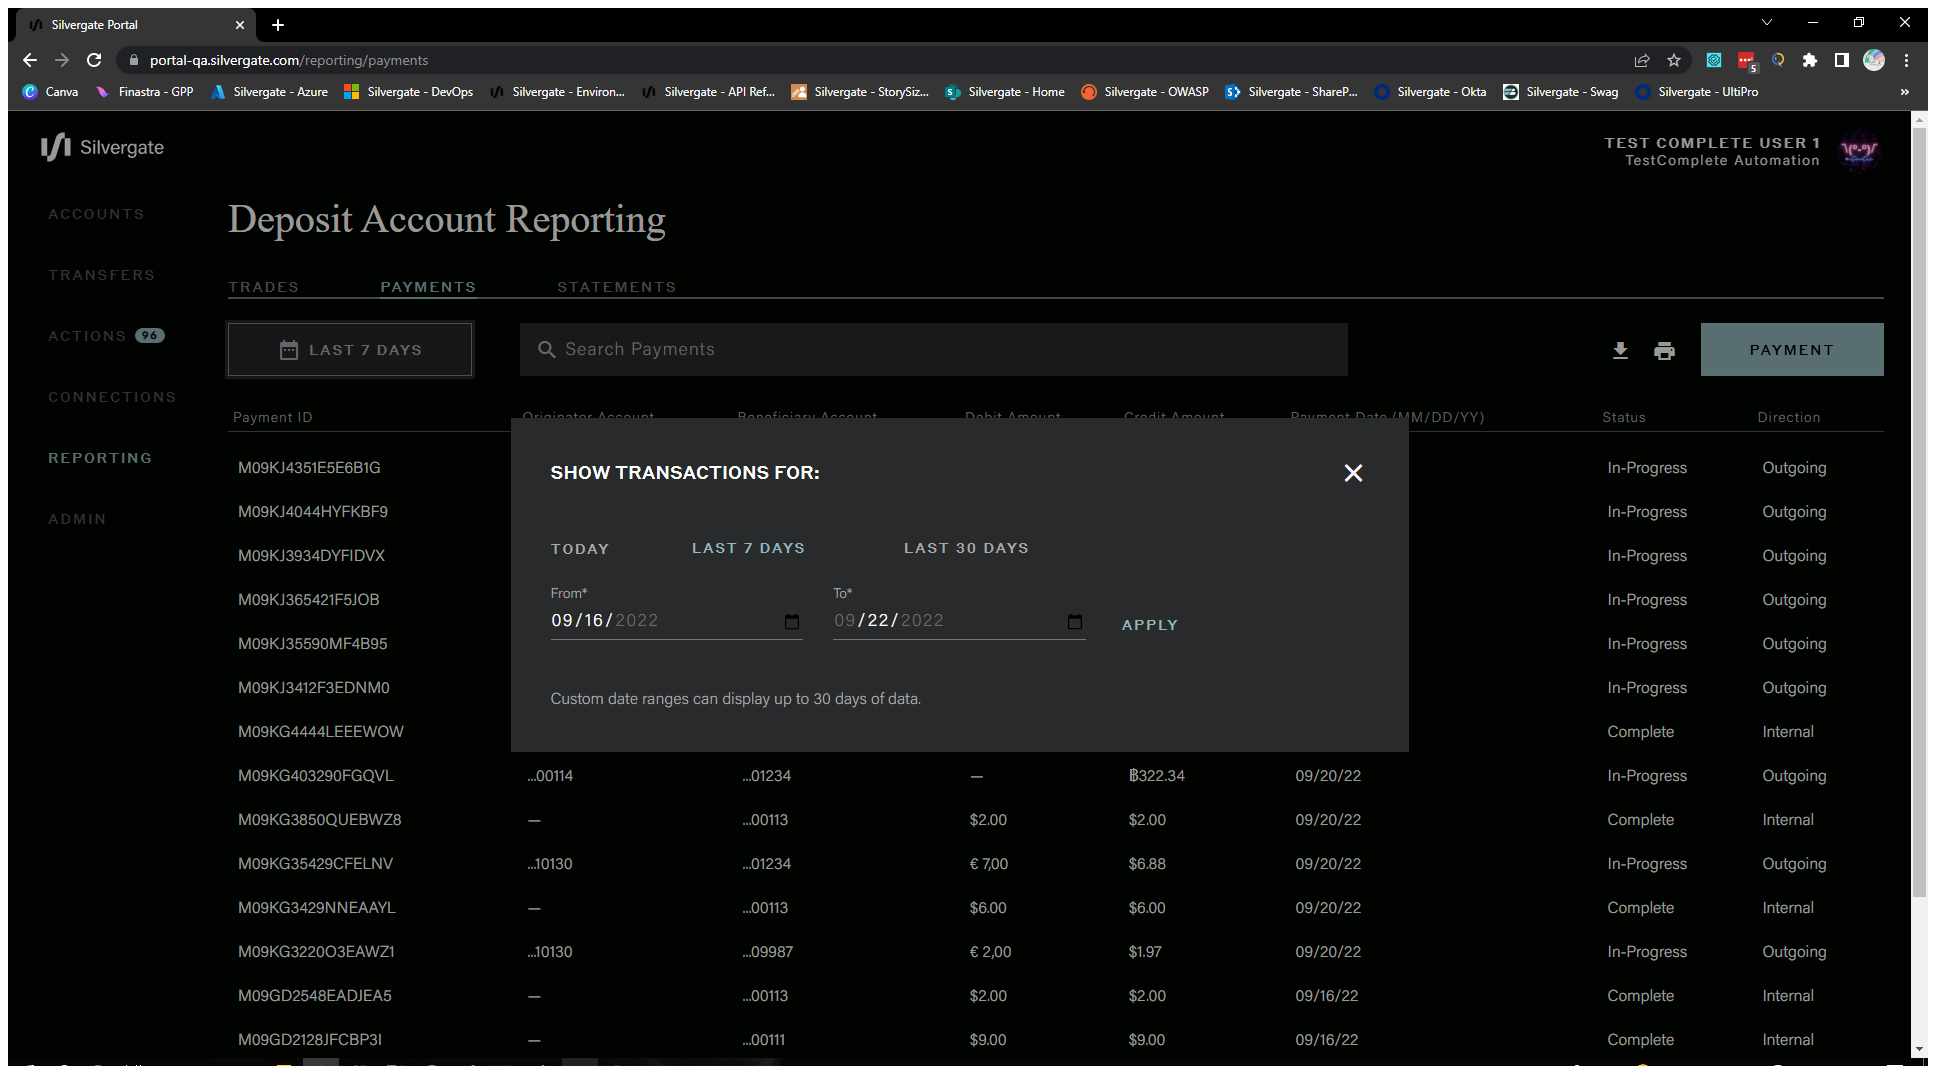 Silvergate Portal
portal-qa.silvergate.com/reporting/payments
5
Canva Finastra - GPP Silvergate - Azure Silvergate - DevOps Silvergate - Environ... Silvergate - API Ref... Silvergate - StorySiz... Silvergate - Home Silvergate - OWASP Silvergate - ShareP... Silvergate - Okta Silvergate - Swag Silvergate - UltiPro »
Silvergate
TEST COMPLETE USER 1
TestComplete Automation
ACCOUNTS
TRANSFERS
ACTIONS 96
CONNECTIONS
REPORTING
ADMIN
Deposit Account Reporting
TRADES PAYMENTS STATEMENTS
LAST 7 DAYS Search Payments PAYMENT
Payment ID Originator Account Beneficiary Account Debit Amount Credit Amount Payment Date (MM/DD/YY) Status Direction
SHOW TRANSACTIONS FOR:
TODAY LAST 7 DAYS LAST 30 DAYS
From* To*
09/16/2022 09/22/2022 APPLY
Custom date ranges can display up to 30 days of data.
M09KJ4351E5E6B1G In-Progress Outgoing
M09KJ4044HYFKBF9 In-Progress Outgoing
M09KJ3934DYFIDVX In-Progress Outgoing
M09KJ365421F5JOB In-Progress Outgoing
M09KJ35590MF4B95 In-Progress Outgoing
M09KJ3412F3EDNM0 In-Progress Outgoing
M09KG4444LEEEWOW Complete Internal
M09KG403290FGQVL ...00114 ...01234 — ฿322.34 09/20/22 In-Progress Outgoing
M09KG3850QUEBWZ8 — ...00113 $2.00 $2.00 09/20/22 Complete Internal
M09KG35429CFELNV ...10130 ...01234 € 7,00 $6.88 09/20/22 In-Progress Outgoing
M09KG3429NNEAAYL — ...00113 $6.00 $6.00 09/20/22 Complete Internal
M09KG3220O3EAWZ1 ...10130 ...09987 € 2,00 $1.97 09/20/22 In-Progress Outgoing
M09GD2548EADJEA5 — ...00113 $2.00 $2.00 09/16/22 Complete Internal
M09GD2128JFCBP3I — ...00111 $9.00 $9.00 09/16/22 Complete Internal